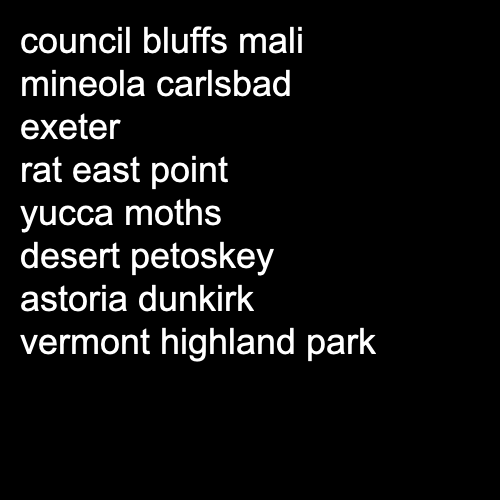 council bluffs mali
mineola carlsbad
exeter
rat east point
yucca moths
desert petoskey
astoria dunkirk
vermont highland park